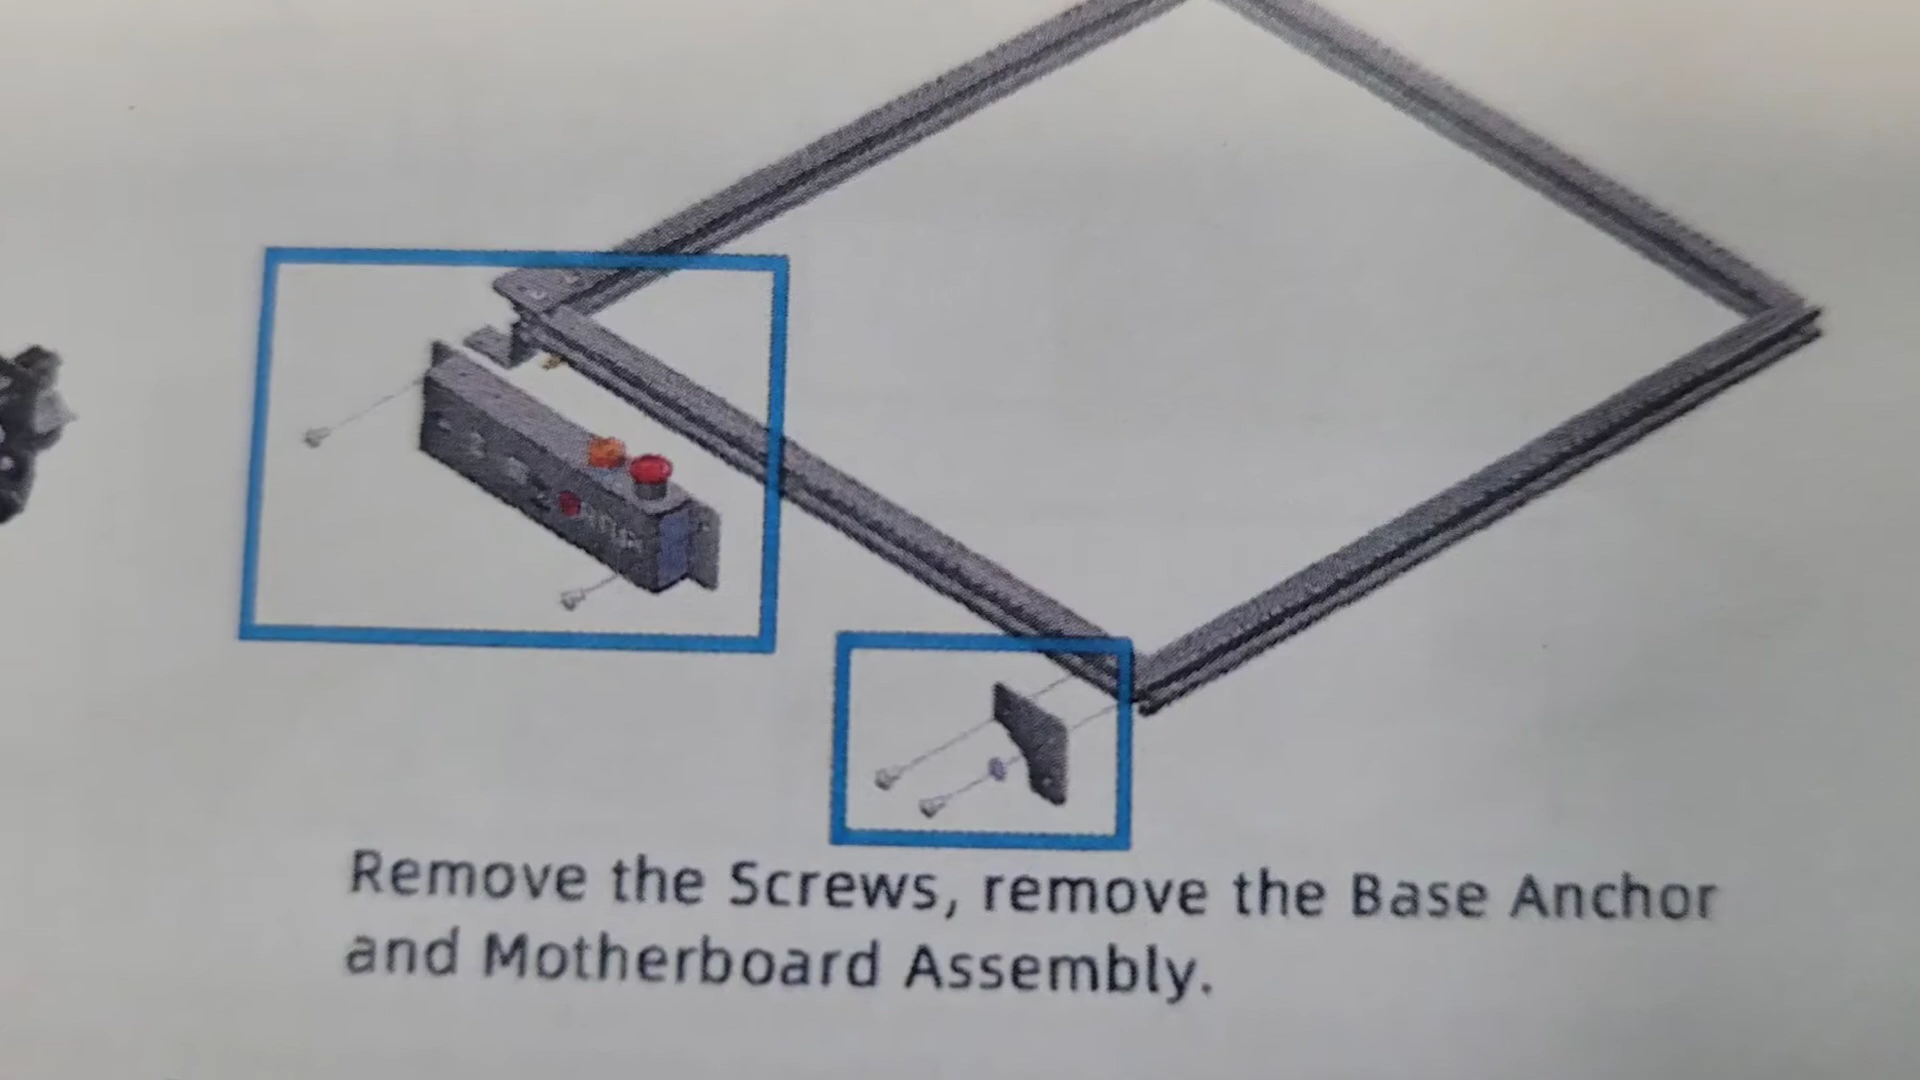 Remove the Screws, remove the Base Anchor
and Motherboard Assembly.